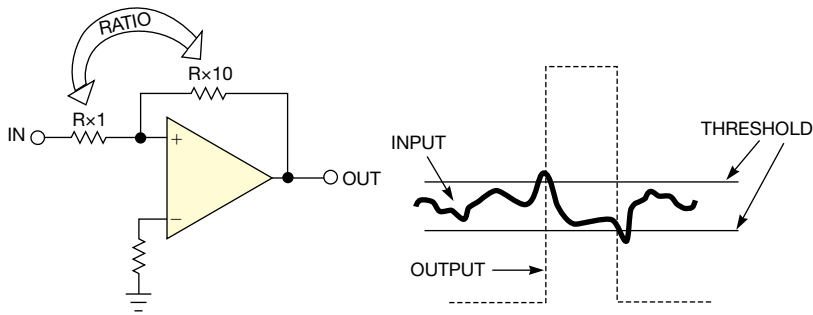 RATIO
R×10
R×1
IN
+
−
OUT
INPUT
THRESHOLD
OUTPUT